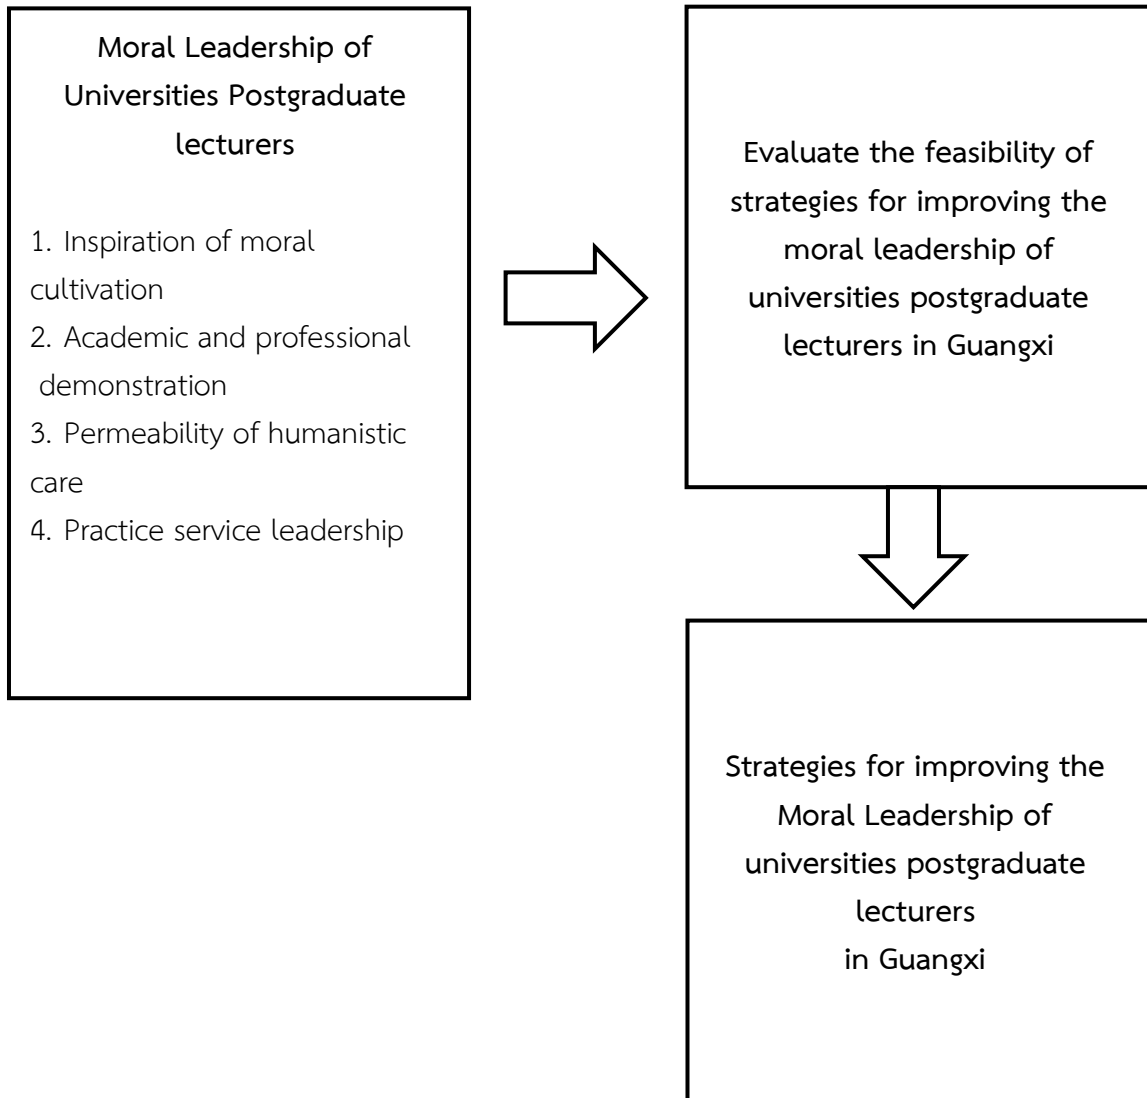 Moral Leadership of
Universities Postgraduate
lecturers
1. Inspiration of moral
cultivation
2. Academic and professional
demonstration
3. Permeability of humanistic
care
4. Practice service leadership
Evaluate the feasibility of
strategies for improving the
moral leadership of
universities postgraduate
lecturers in Guangxi
Strategies for improving the
Moral Leadership of
universities postgraduate
lecturers
in Guangxi